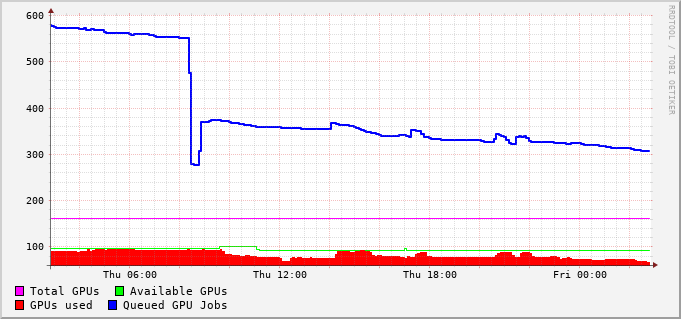 600
500
400
300
200
100
Thu 06:00 Thu 12:00 Thu 18:00 Fri 00:00
Total GPUs Available GPUs
GPUs used Queued GPU Jobs
RRDTOOL / TOBI OETIKER